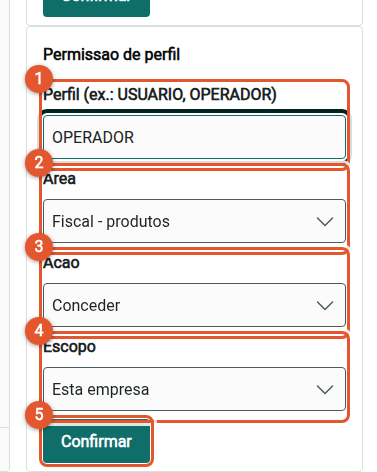 Permissao de perfil
1
Perfil (ex.: USUARIO, OPERADOR)
OPERADOR
2
Area
Fiscal - produtos
3
Acao
Conceder
4
Escopo
Esta empresa
5
Confirmar